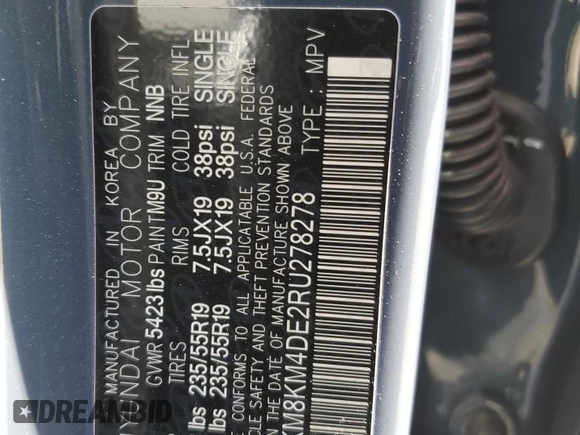 MANUFACTURED IN KOREA BY
HYUNDAI MOTOR COMPANY
GVWR 5423 lbs PAINT M9U TRIM NNB
TIRES RIMS COLD TIRE INFL
lbs 235/55R19 7.5JX19 38psi SINGLE
lbs 235/55R19 7.5JX19 38psi SINGLE
CONFORMS TO ALL APPLICABLE U.S.A. FEDERAL
SAFETY AND THEFT PREVENTION STANDARDS
ON THE DATE OF MANUFACTURE SHOWN ABOVE
KM8KM4DE2RU278278 TYPE : MPV
DREAMBID